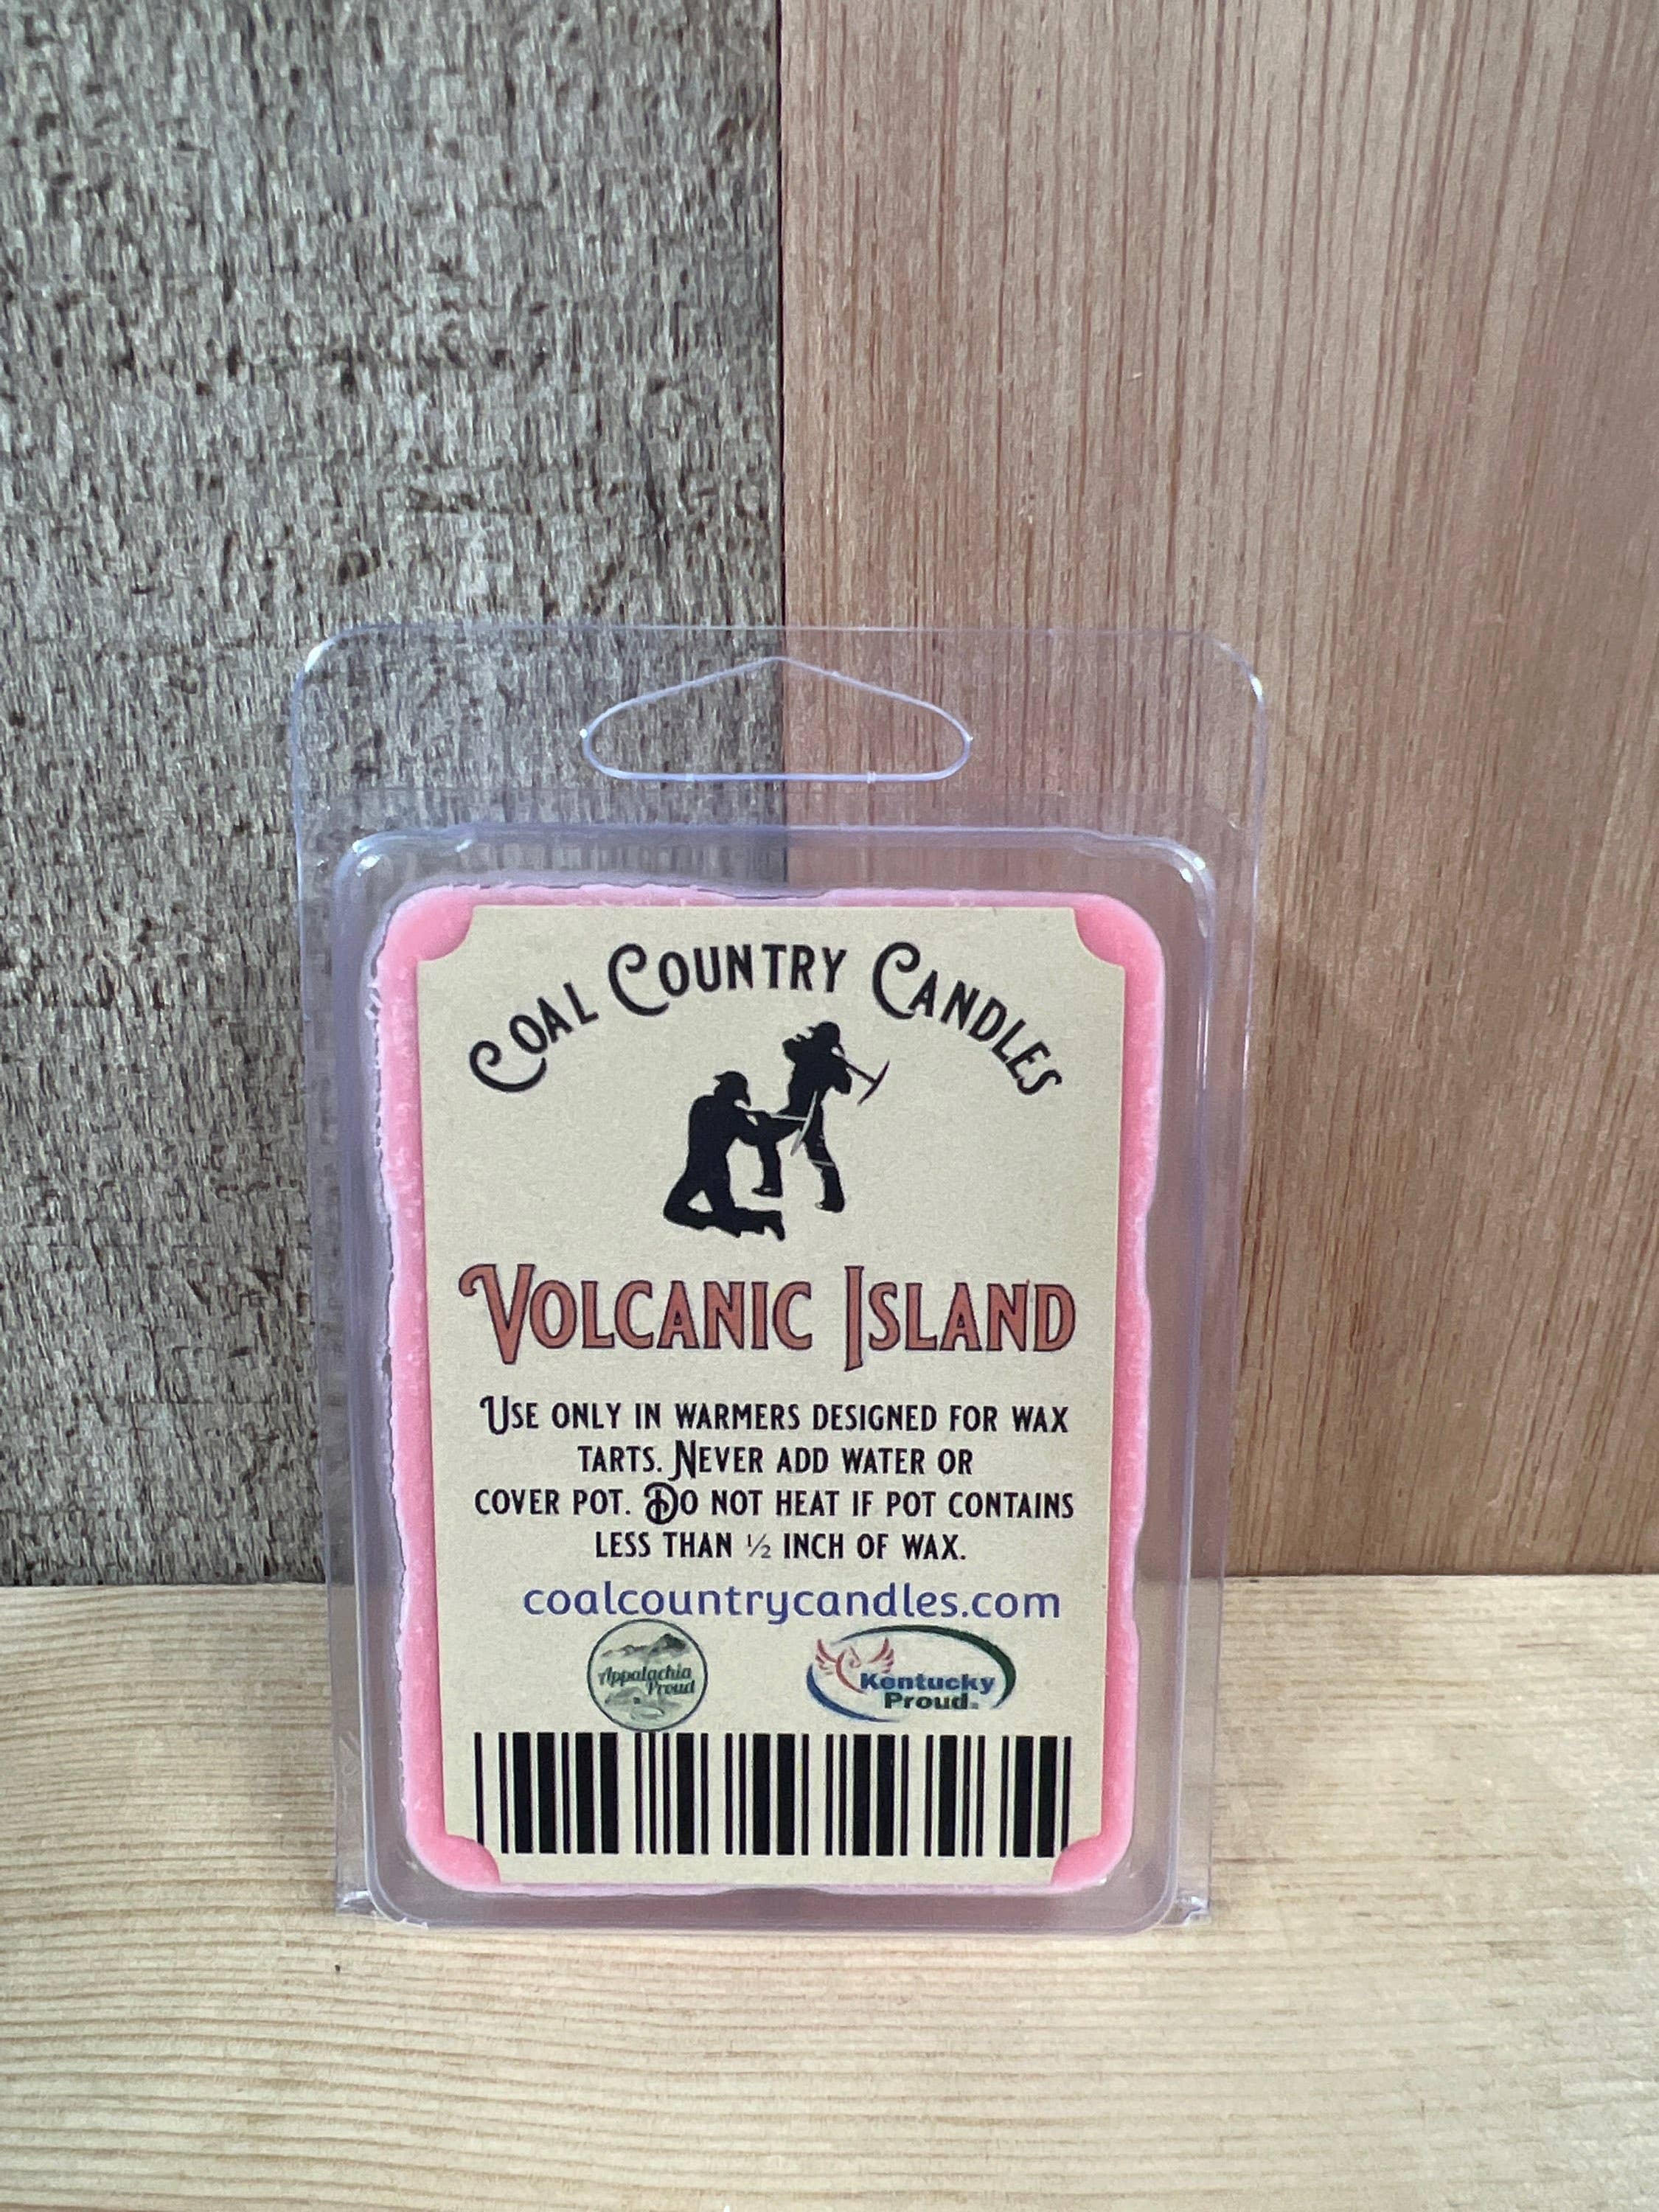 Coal Country Candles
Volcanic Island
Use only in warmers designed for wax
tarts. Never add water or
cover pot. Do not heat if pot contains
less than ½ inch of wax.
coalcountrycandles.com
Appalachia
Proud
Kentucky
Proud